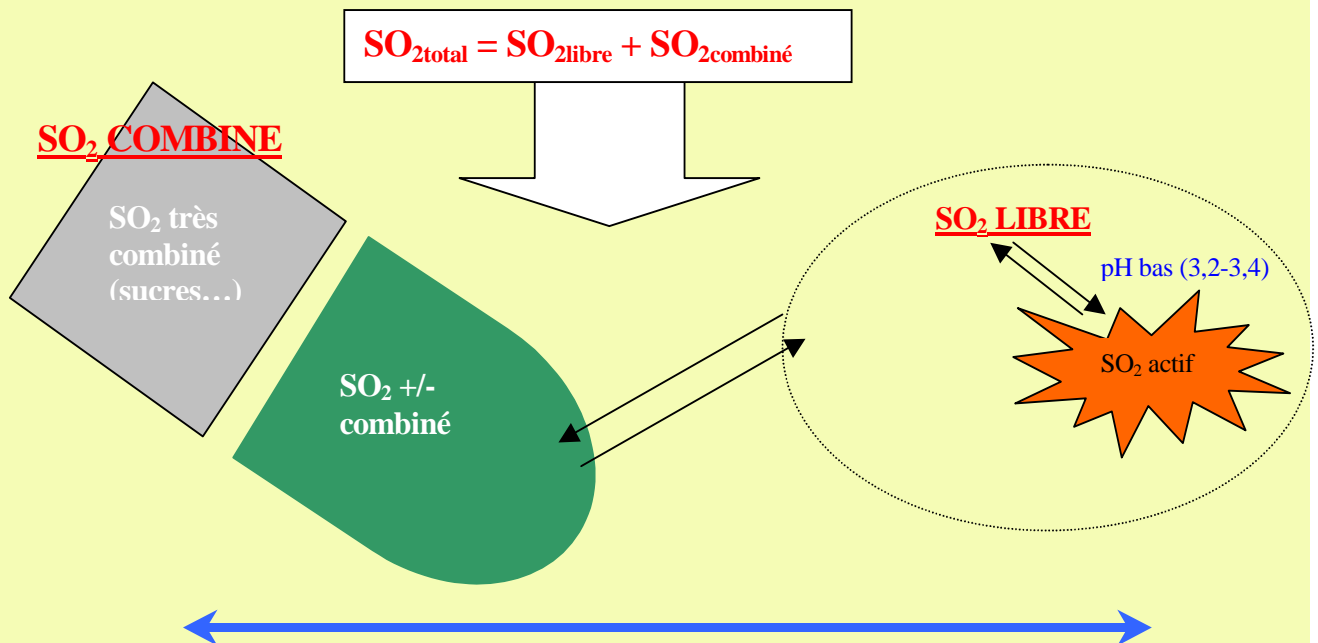 SO₂total = SO₂libre + SO₂combiné
SO₂ COMBINE
SO₂ très
combiné
(sucres…)
SO₂ +/-
combiné
SO₂ LIBRE
pH bas (3,2-3,4)
SO₂ actif